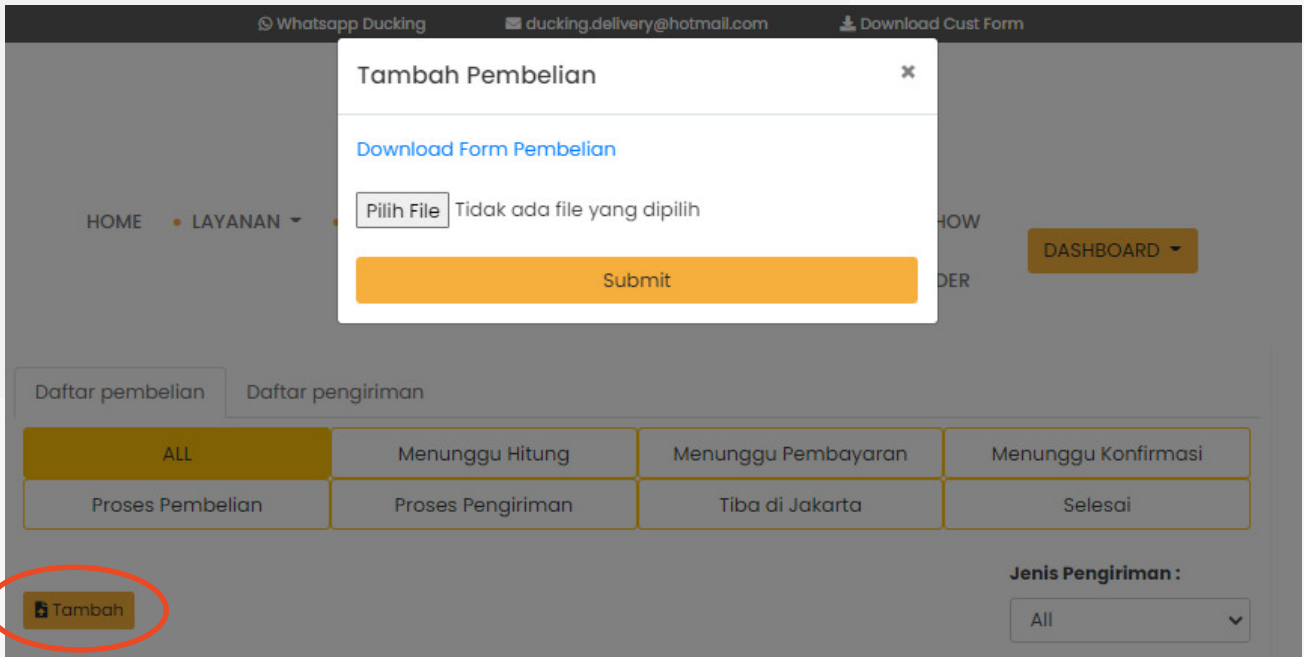 Whatsapp Ducking ducking.delivery@hotmail.com Download Cust Form
Tambah Pembelian ×
Download Form Pembelian
Pilih File Tidak ada file yang dipilih
HOME • LAYANAN HOW
DASHBOARD
Submit DER
Daftar pembelian Daftar pengiriman
ALL Menunggu Hitung Menunggu Pembayaran Menunggu Konfirmasi
Proses Pembelian Proses Pengiriman Tiba di Jakarta Selesai
Jenis Pengiriman :
Tambah
All